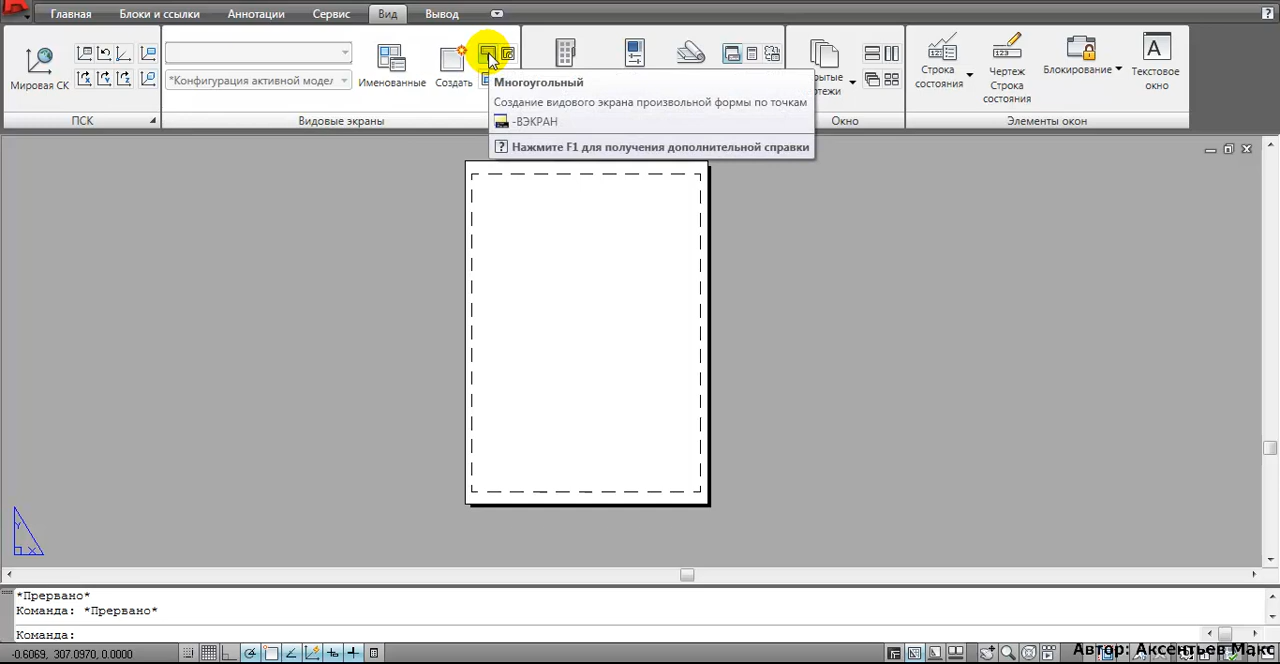 Главная Блоки и ссылки Аннотации Сервис Вид Вывод ?
Мировая СК *Конфигурация активной модел Именованные Создать
ытые
ртежи
Строка
состояния
Чертеж
Строка
состояния
Блокирование
A
Текстовое
окно
ПСК Видовые экраны Окно Элементы окон
Многоугольный
Создание видового экрана произвольной формы по точкам
-ВЭКРАН
? Нажмите F1 для получения дополнительной справки
Y
X
*Прервано*
Команда: *Прервано*
Команда:
-0.6069, 307.0970, 0.0000
Автор: Аксентьев Макс